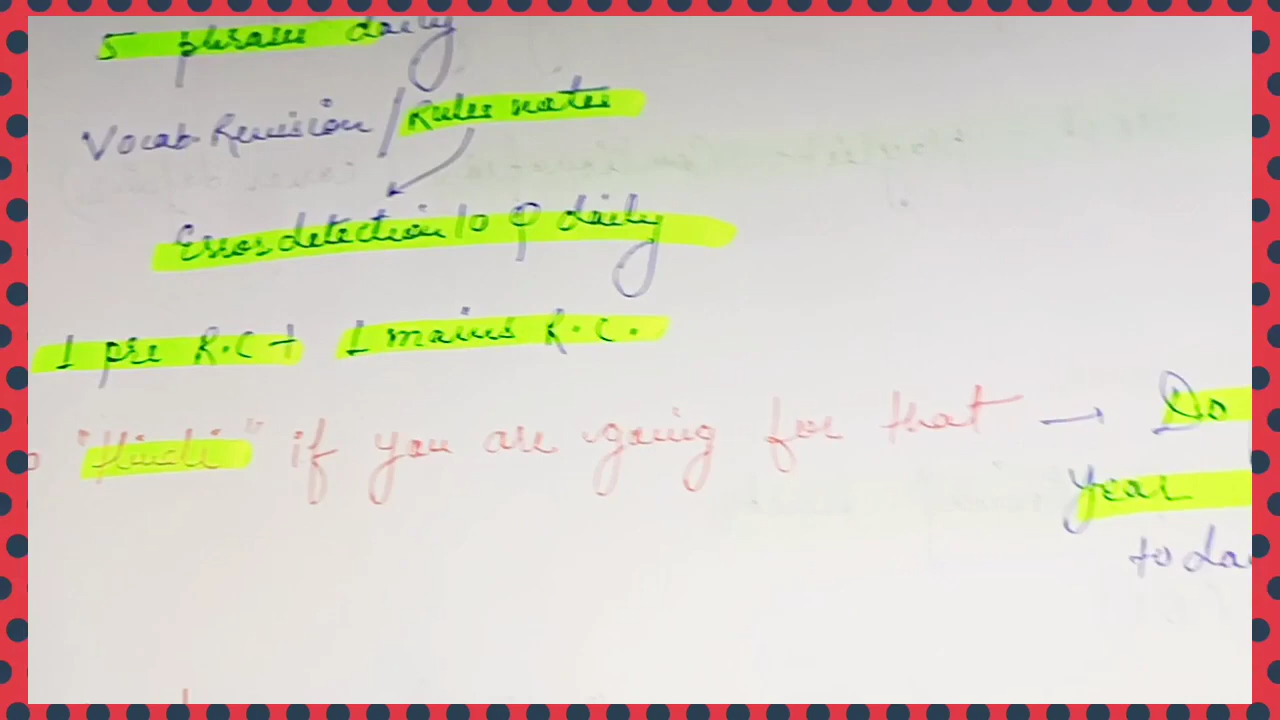 5 phrases daily
Vocab Revision / Rules notes
Error detection 10 Q daily
1 pre R.C + 1 mains R.C.
"Hindi" if you are going for that → Do
year